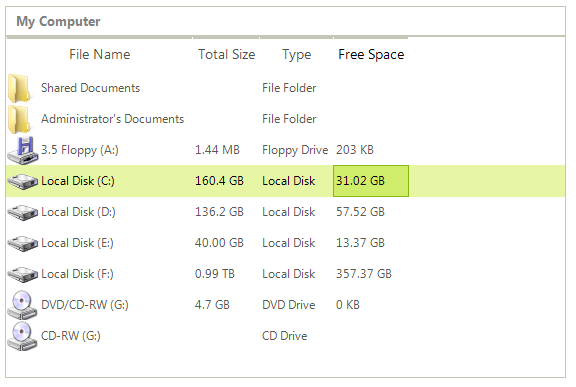 My Computer
File Name Total Size Type Free Space
Shared Documents File Folder
Administrator's Documents File Folder
3.5 Floppy (A:) 1.44 MB Floppy Drive 203 KB
Local Disk (C:) 160.4 GB Local Disk 31.02 GB
Local Disk (D:) 136.2 GB Local Disk 57.52 GB
Local Disk (E:) 40.00 GB Local Disk 13.37 GB
Local Disk (F:) 0.99 TB Local Disk 357.37 GB
DVD/CD-RW (G:) 4.7 GB DVD Drive 0 KB
CD-RW (G:) CD Drive